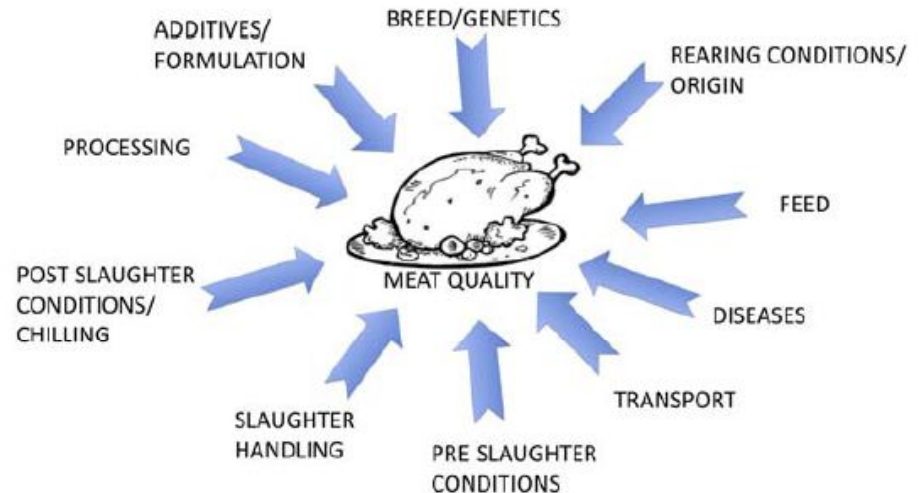 BREED/GENETICS
ADDITIVES/
FORMULATION
REARING CONDITIONS/
ORIGIN
PROCESSING
FEED
MEAT QUALITY
POST SLAUGHTER
CONDITIONS/
CHILLING
DISEASES
TRANSPORT
SLAUGHTER
HANDLING
PRE SLAUGHTER
CONDITIONS